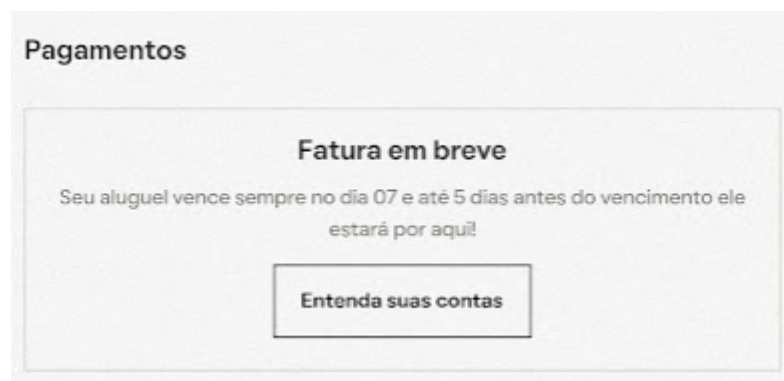 Pagamentos
Fatura em breve
Seu aluguel vence sempre no dia 07 e até 5 dias antes do vencimento ele
estará por aqui!
Entenda suas contas